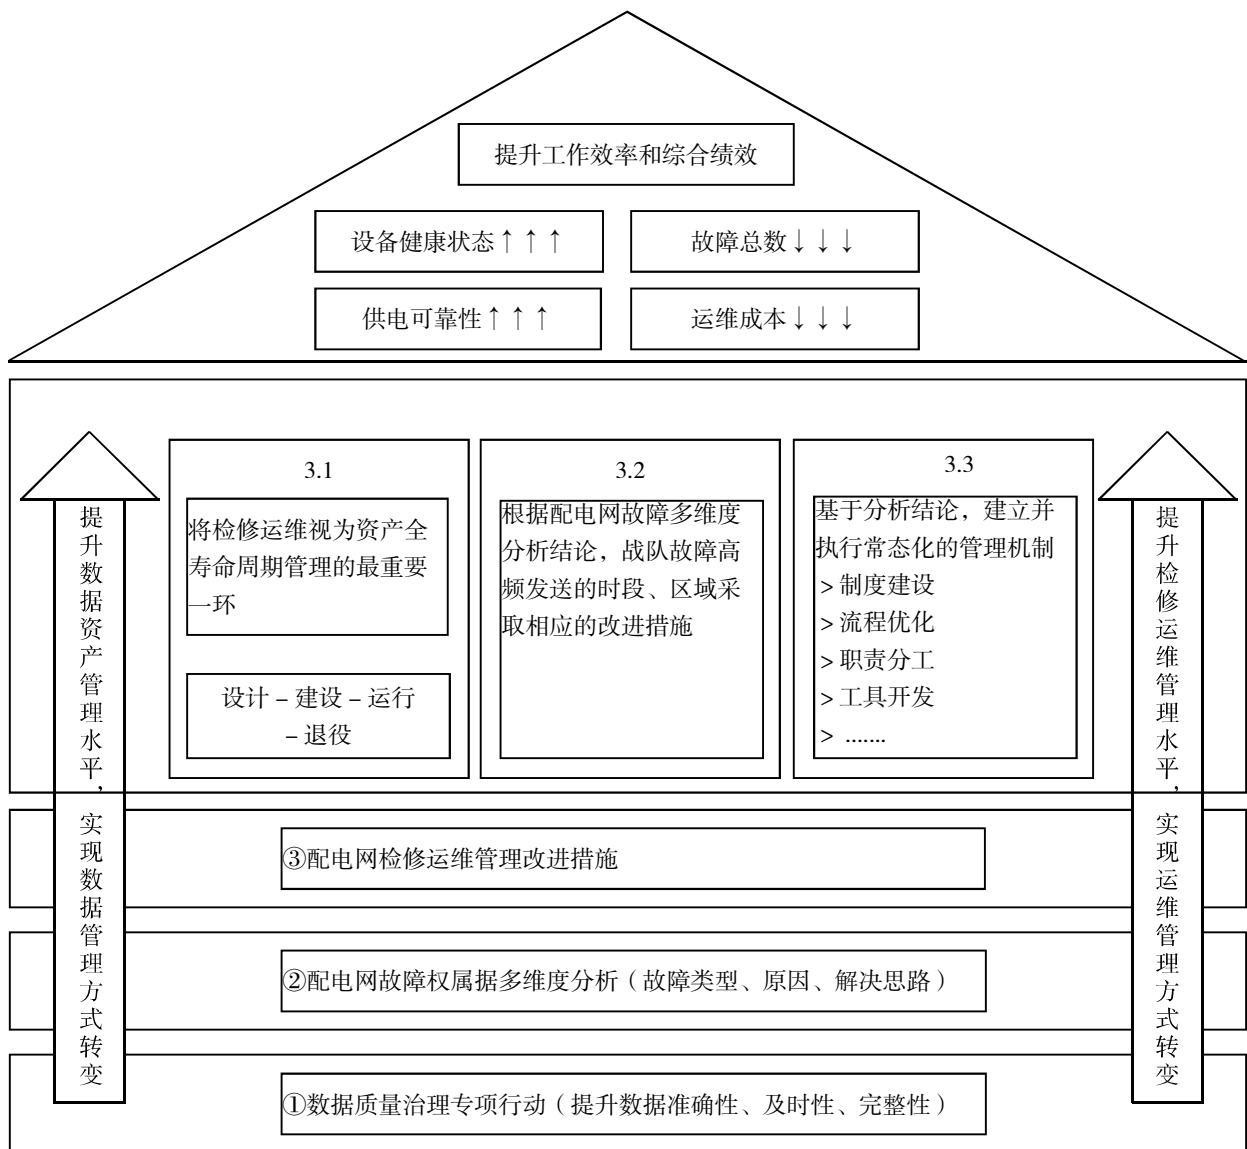 提升工作效率和综合绩效
设备健康状态↑↑↑
故障总数↓↓↓
供电可靠性↑↑↑
运维成本↓↓↓
提升数据资产管理水平，实现数据管理方式转变
3.1
将检修运维视为资产全
寿命周期管理的最重要
一环
设计 – 建设 – 运行
– 退役
3.2
根据配电网故障多维度
分析结论，战队故障高
频发送的时段、区域采
取相应的改进措施
3.3
基于分析结论，建立并
执行常态化的管理机制
> 制度建设
> 流程优化
> 职责分工
> 工具开发
> .......
提升检修运维管理水平，实现运维管理方式转变
③配电网检修运维管理改进措施
②配电网故障权属据多维度分析（故障类型、原因、解决思路）
①数据质量治理专项行动（提升数据准确性、及时性、完整性）